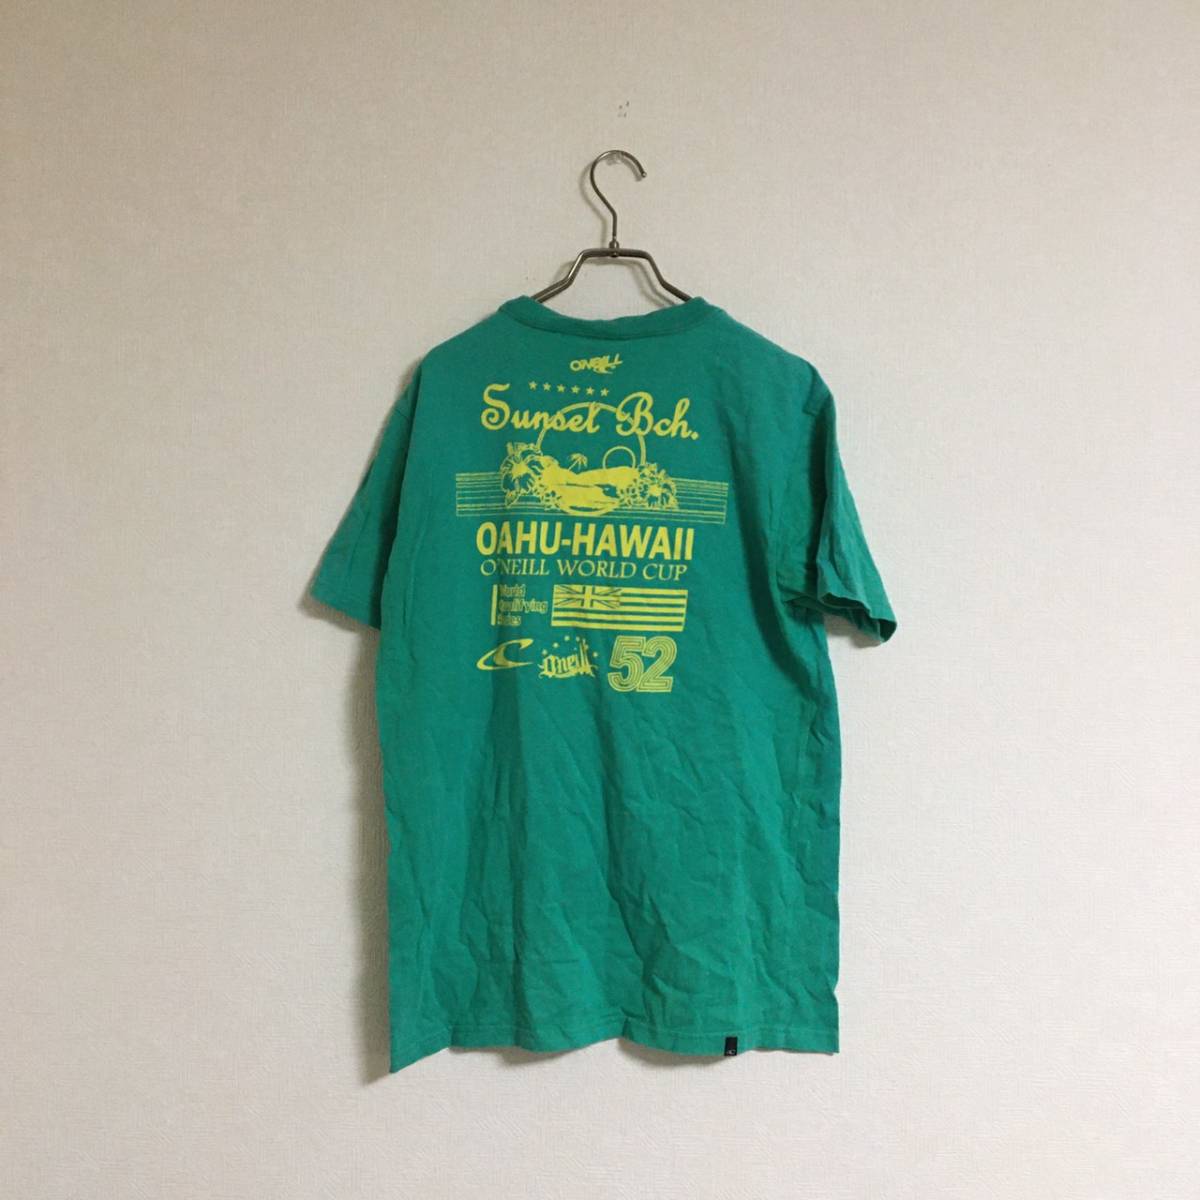 O'NEILL
Sunset Bch.
OAHU-HAWAII
O'NEILL WORLD CUP
World
Qualifying
Series
O'neill
52